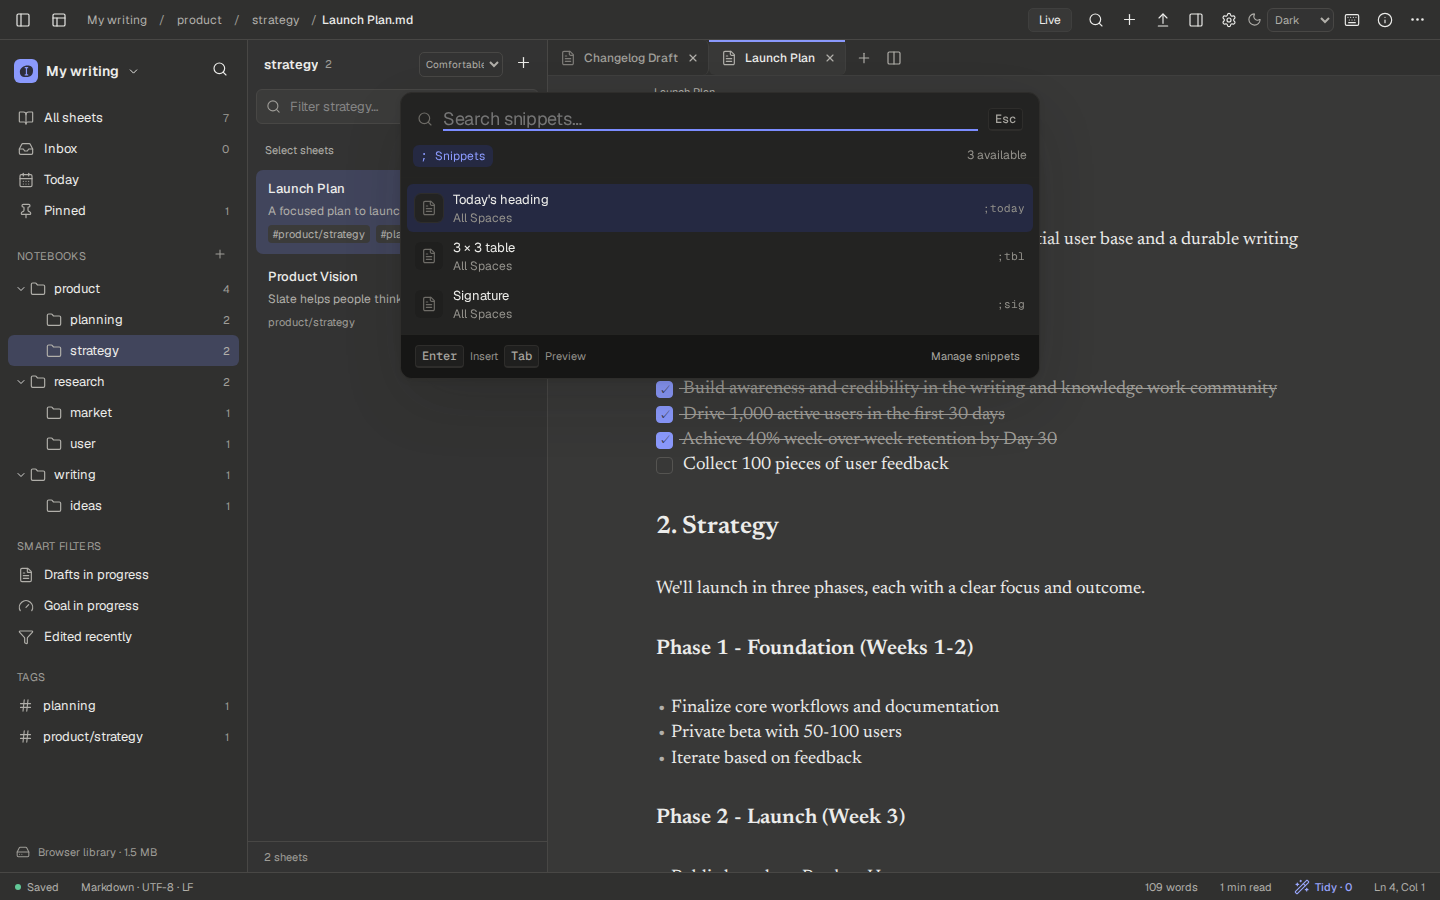 My writing / product / strategy / Launch Plan.md
Live
Dark
My writing
All sheets 7
Inbox 0
Today
Pinned 1
NOTEBOOKS
product 4
planning 2
strategy 2
research 2
market 1
user 1
writing 1
ideas 1
SMART FILTERS
Drafts in progress
Goal in progress
Edited recently
TAGS
# planning 1
# product/strategy 1
Browser library · 1.5 MB
strategy 2
Comfortable
Filter strategy...
Select sheets
Launch Plan
A focused plan to launc
#product/strategy #pla
Product Vision
Slate helps people think
product/strategy
2 sheets
Changelog Draft
Launch Plan
Launch Plan
Search snippets...
Esc
; Snippets
3 available
Today's heading
All Spaces
;today
3 × 3 table
All Spaces
;tbl
Signature
All Spaces
;sig
Enter Insert Tab Preview
Manage snippets
tial user base and a durable writing
Build awareness and credibility in the writing and knowledge work community
Drive 1,000 active users in the first 30 days
Achieve 40% week-over-week retention by Day 30
Collect 100 pieces of user feedback
2. Strategy
We'll launch in three phases, each with a clear focus and outcome.
Phase 1 - Foundation (Weeks 1-2)
• Finalize core workflows and documentation
• Private beta with 50-100 users
• Iterate based on feedback
Phase 2 - Launch (Week 3)
Saved
Markdown · UTF-8 · LF
109 words
1 min read
Tidy · 0
Ln 4, Col 1